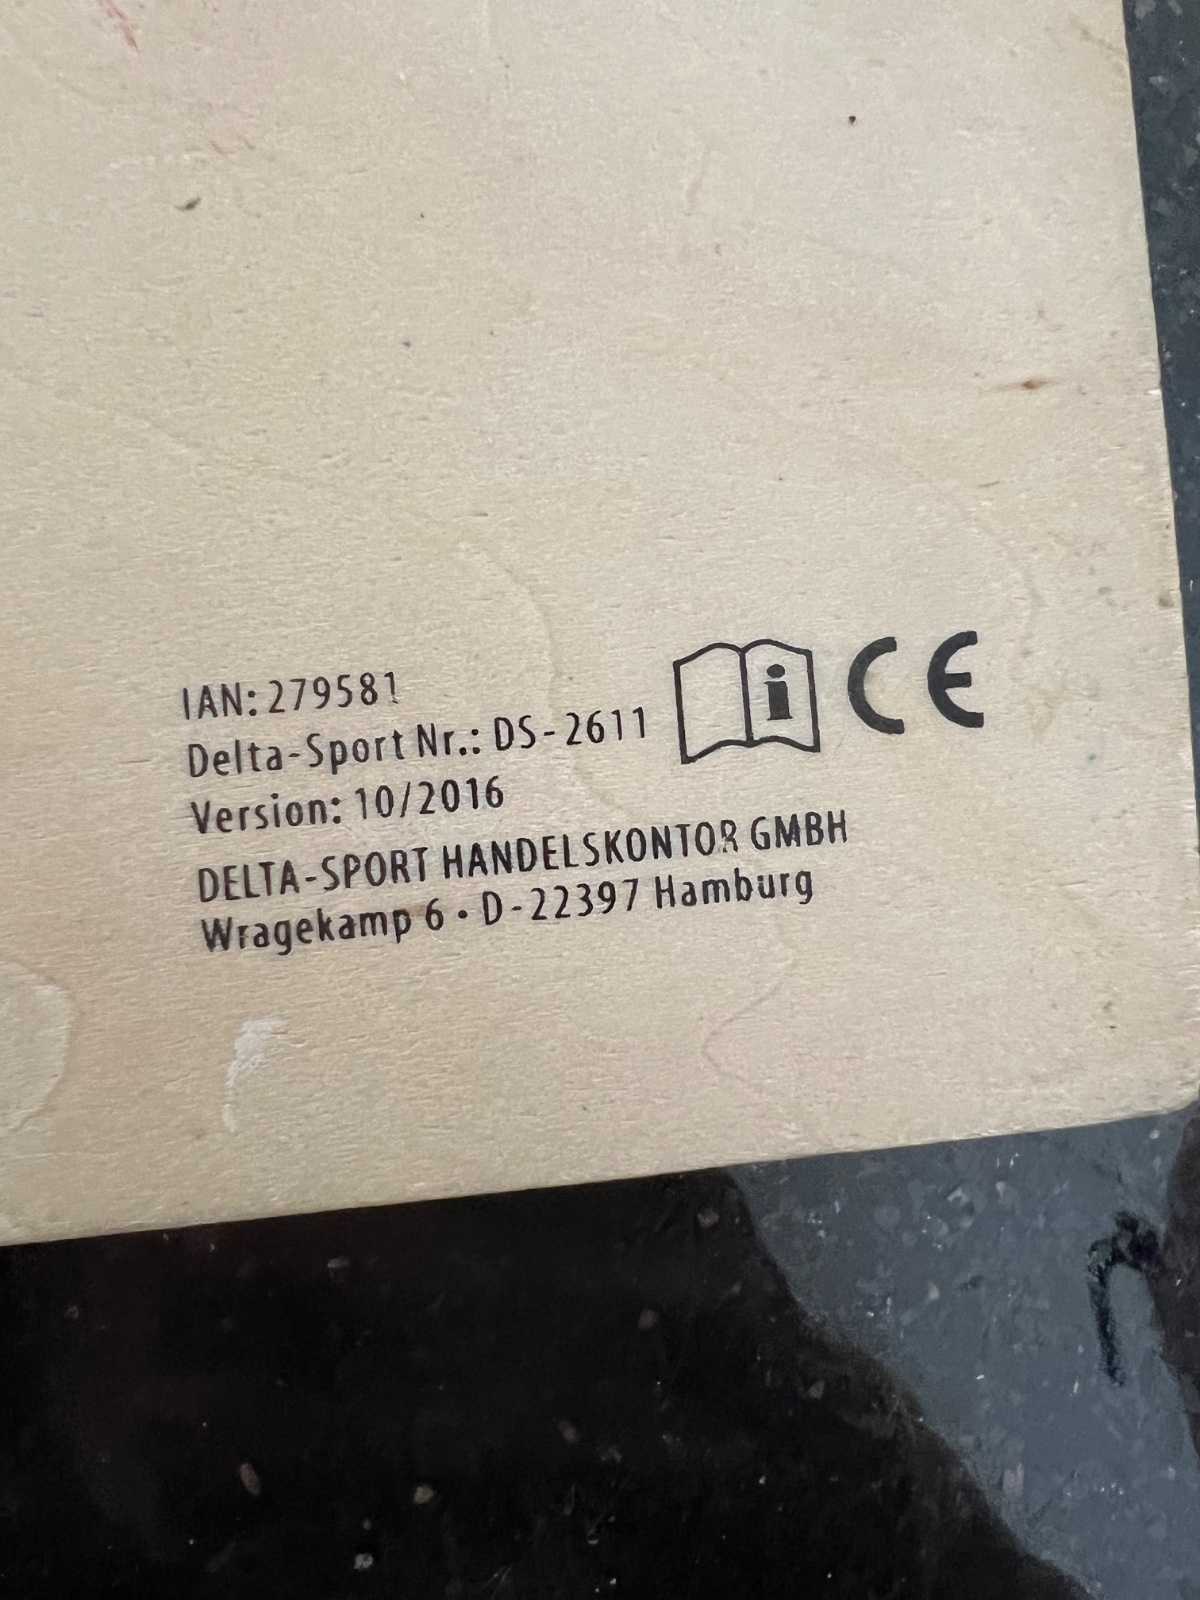 IAN: 279581
Delta-Sport Nr.: DS-2611
i CE
Version: 10/2016
DELTA-SPORT HANDELSKONTOR GMBH
Wragekamp 6 • D-22397 Hamburg